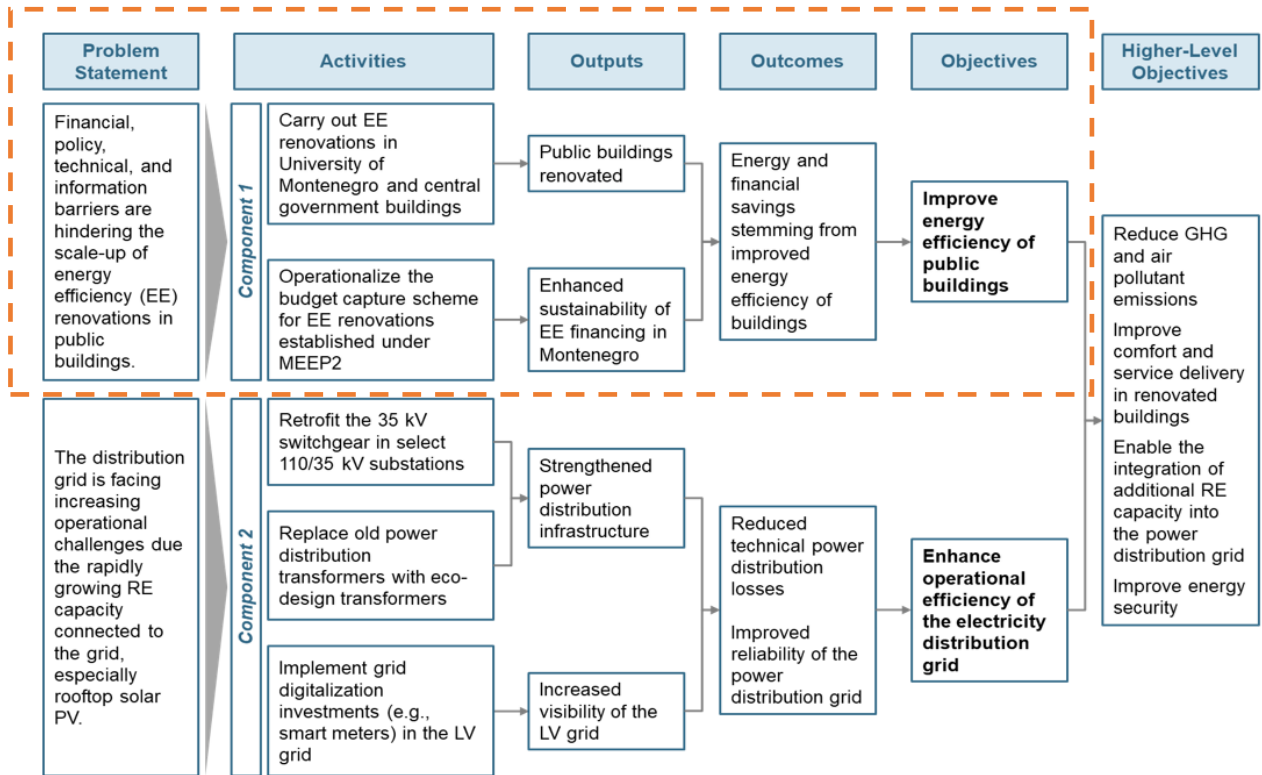 Problem
Statement
Activities
Outputs
Outcomes
Objectives
Higher-Level
Objectives
Financial,
policy,
technical, and
information
barriers are
hindering the
scale-up of
energy
efficiency (EE)
renovations in
public
buildings.
Component 1
Carry out EE
renovations in
University of
Montenegro and central
government buildings
Operationalize the
budget capture scheme
for EE renovations
established under
MEEP2
Public buildings
renovated
Enhanced
sustainability of
EE financing in
Montenegro
Energy and
financial
savings
stemming from
improved
energy
efficiency of
buildings
Improve
energy
efficiency of
public
buildings
The distribution
grid is facing
increasing
operational
challenges due
the rapidly
growing RE
capacity
connected to
the grid,
especially
rooftop solar
PV.
Component 2
Retrofit the 35 kV
switchgear in select
110/35 kV substations
Replace old power
distribution
transformers with eco-
design transformers
Implement grid
digitalization
investments (e.g.,
smart meters) in the LV
grid
Strengthened
power
distribution
infrastructure
Increased
visibility of the
LV grid
Reduced
technical power
distribution
losses
Improved
reliability of the
power
distribution grid
Enhance
operational
efficiency of
the electricity
distribution
grid
Reduce GHG
and air
pollutant
emissions
Improve
comfort and
service delivery
in renovated
buildings
Enable the
integration of
additional RE
capacity into
the power
distribution grid
Improve energy
security